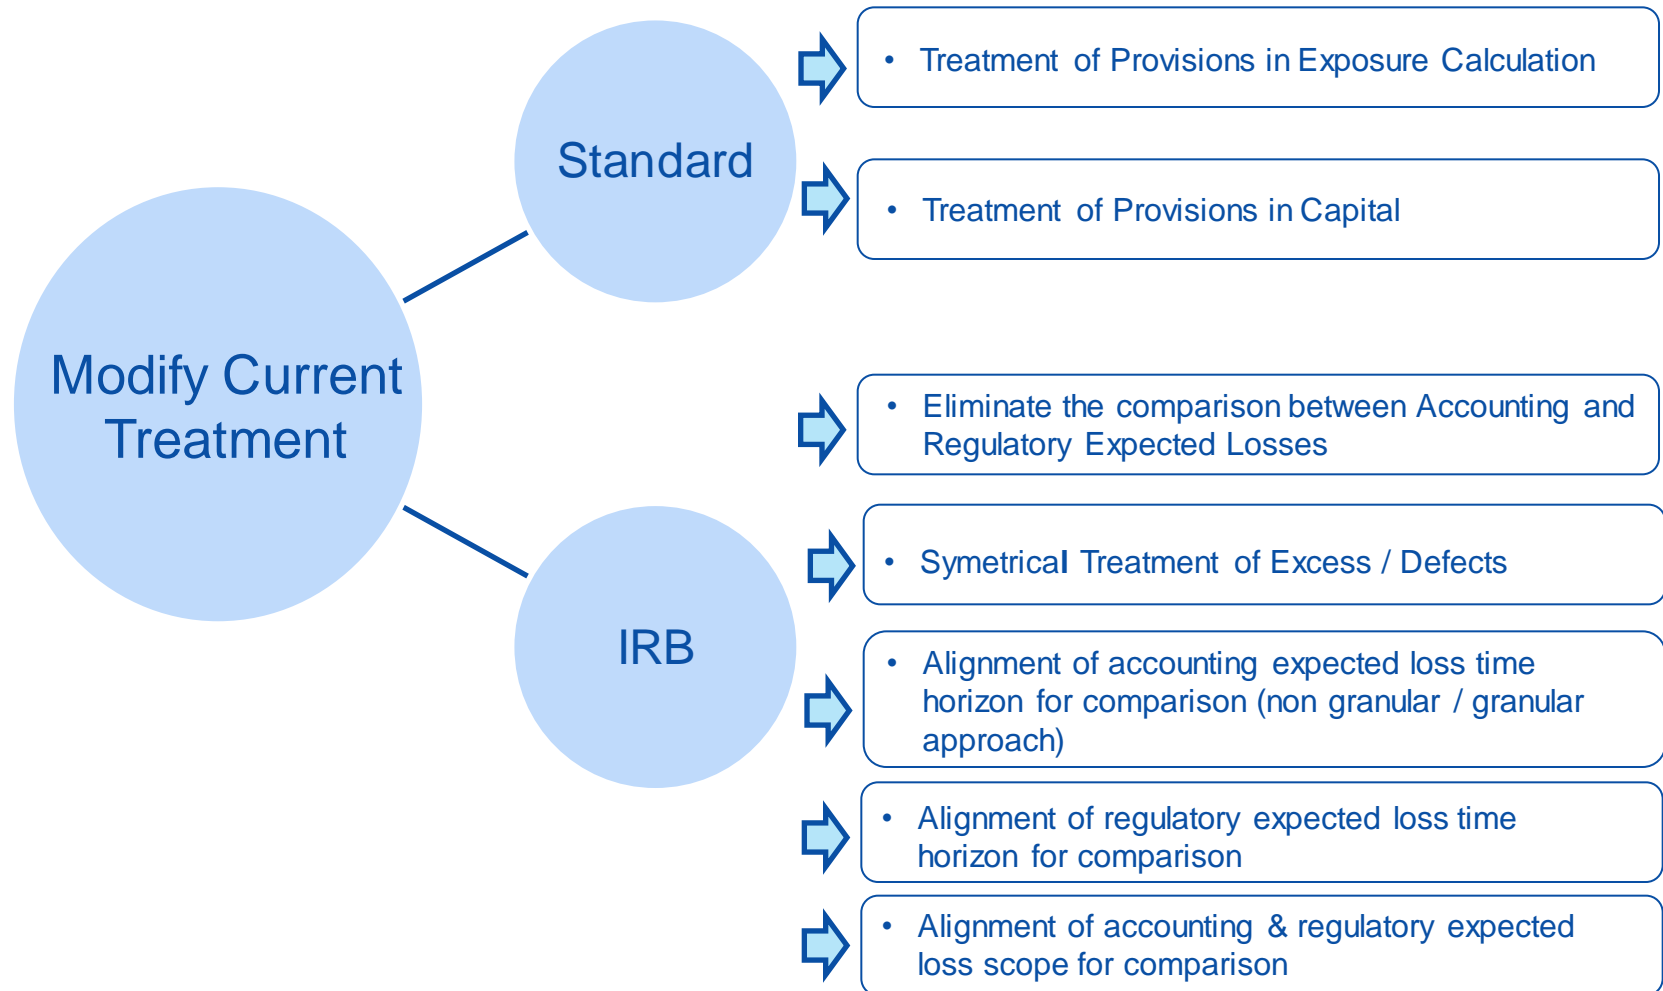 Modify Current
Treatment
Standard
• Treatment of Provisions in Exposure Calculation
• Treatment of Provisions in Capital
IRB
• Eliminate the comparison between Accounting and
Regulatory Expected Losses
• Symetrical Treatment of Excess / Defects
• Alignment of accounting expected loss time
horizon for comparison (non granular / granular
approach)
• Alignment of regulatory expected loss time
horizon for comparison
• Alignment of accounting & regulatory expected
loss scope for comparison